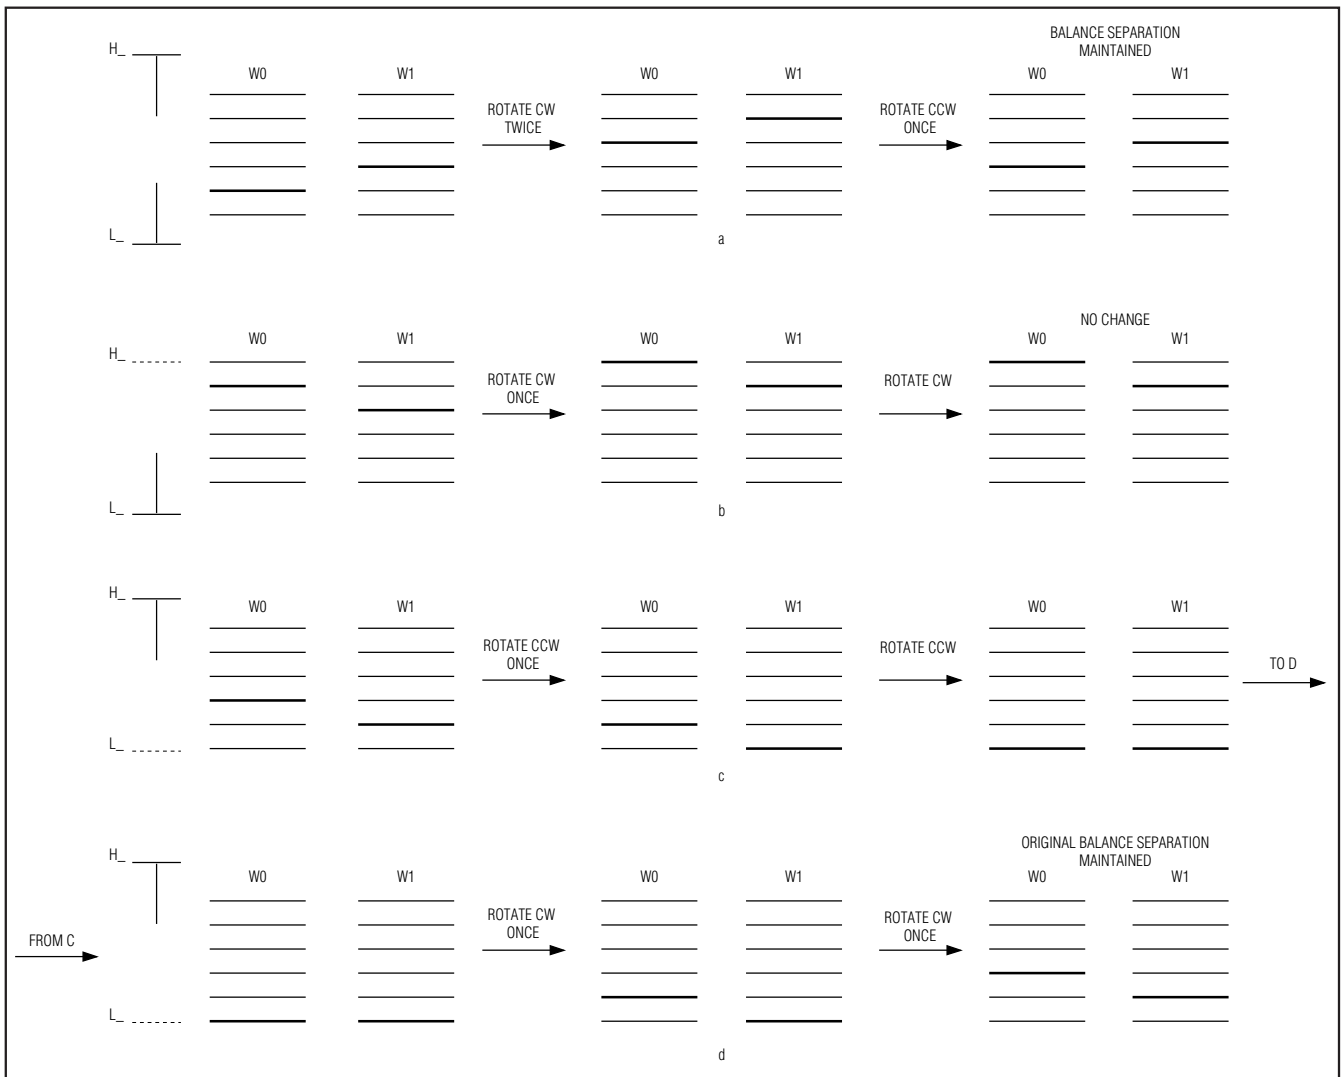 BALANCE SEPARATION
MAINTAINED
H_
W0 W1 W0 W1 W0 W1
ROTATE CW
TWICE
ROTATE CCW
ONCE
L_
a
NO CHANGE
H_
W0 W1 W0 W1 W0 W1
ROTATE CW
ONCE
ROTATE CW
L_
b
H_
W0 W1 W0 W1 W0 W1
ROTATE CCW
ONCE
ROTATE CCW
TO D
L_
c
ORIGINAL BALANCE SEPARATION
MAINTAINED
H_
W0 W1 W0 W1 W0 W1
ROTATE CW
ONCE
ROTATE CW
ONCE
FROM C
L_
d